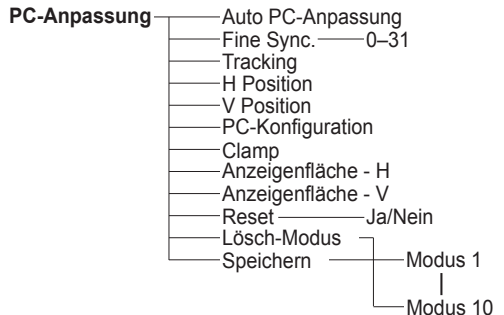 PC-Anpassung Auto PC-Anpassung
Fine Sync. 0–31
Tracking
H Position
V Position
PC-Konfiguration
Clamp
Anzeigenfläche - H
Anzeigenfläche - V
Reset Ja/Nein
Lösch-Modus
Speichern Modus 1
Modus 10